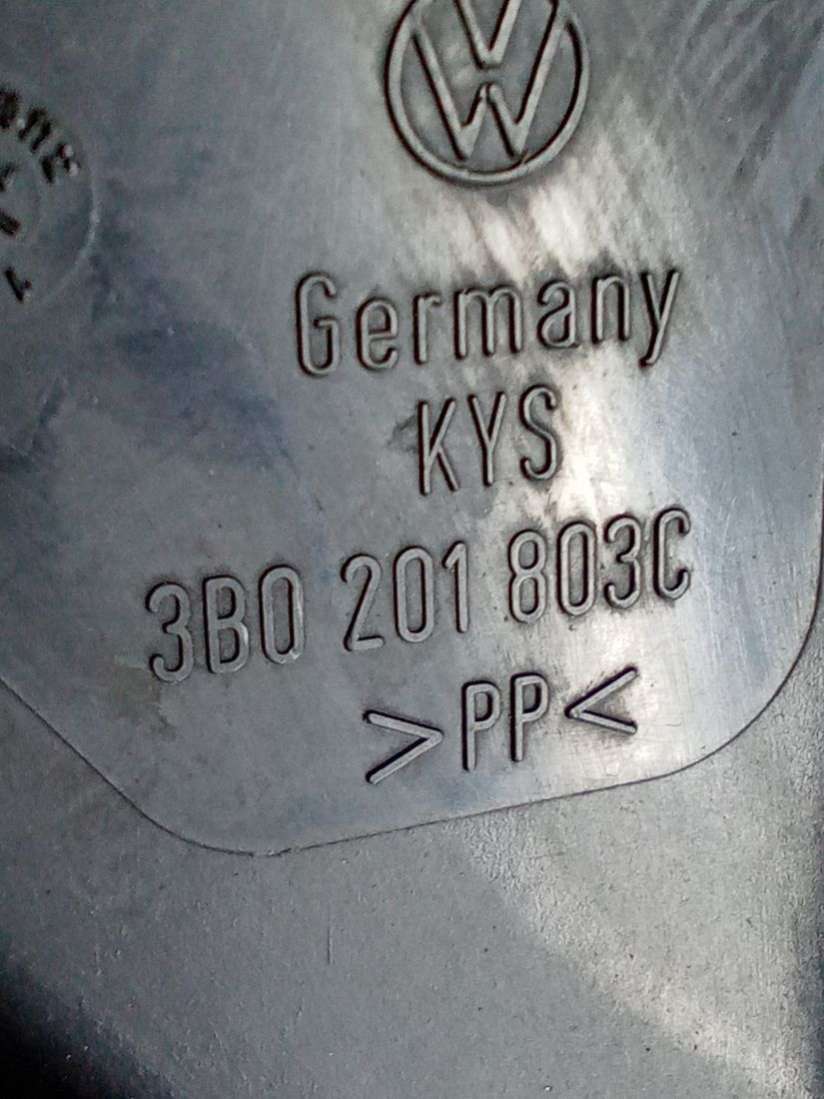 Germany
KYS
3B0 201 803C
>PP<